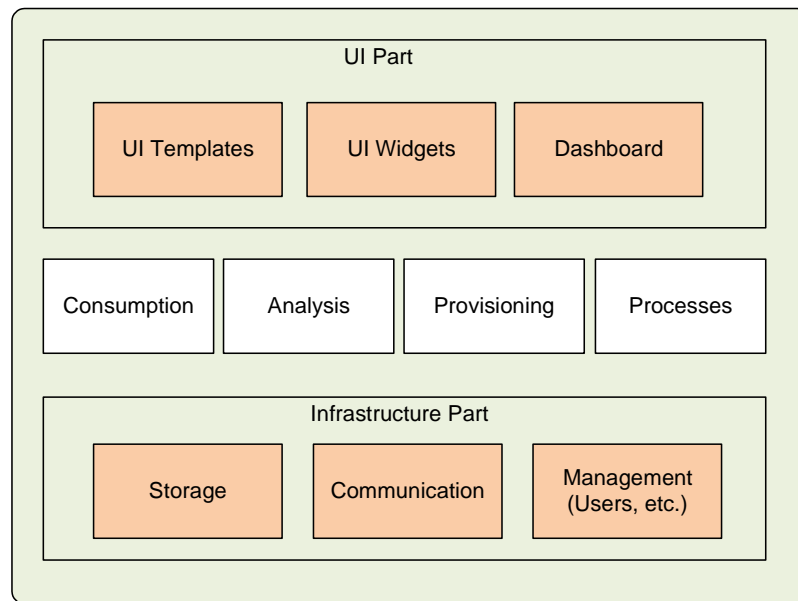 UI Part
UI Templates
UI Widgets
Dashboard
Consumption
Analysis
Provisioning
Processes
Infrastructure Part
Storage
Communication
Management
(Users, etc.)